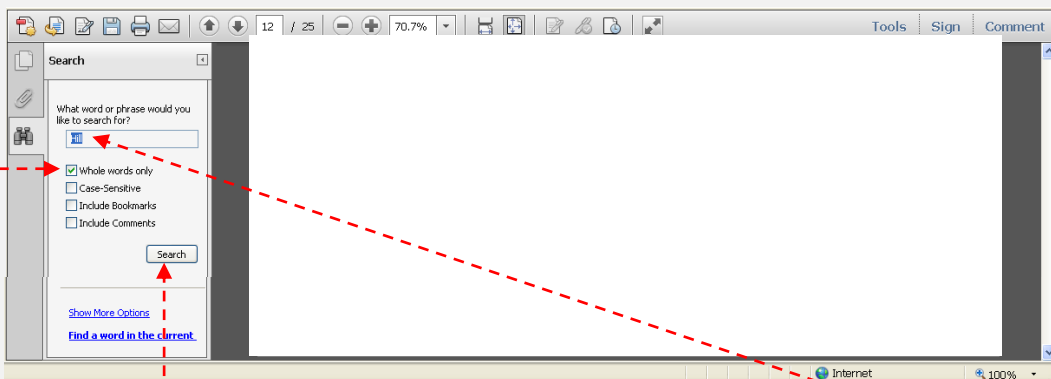 12 / 25 70.7% Tools Sign Comment
Search
What word or phrase would you
like to search for?
Hill
Whole words only
Case-Sensitive
Include Bookmarks
Include Comments
Search
Show More Options
Find a word in the current
Internet 100%